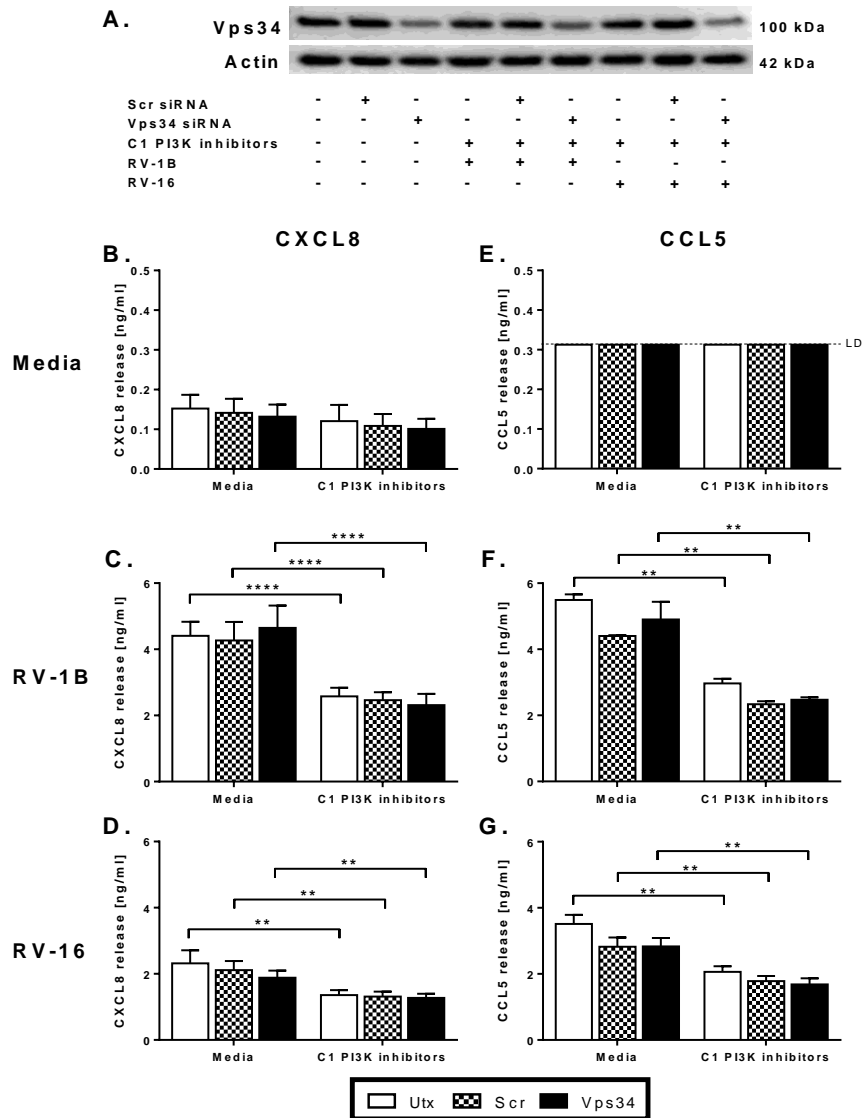 A.
Vps34
100 kDa
Actin
42 kDa
Scr siRNA - + - - + - - + -
Vps34 siRNA - - + - - + - - +
C1 PI3K inhibitors - - - + + + + + +
RV-1B - - - + + + - - -
RV-16 - - - - - - + + +
CXCL8
CCL5
Media
B.
CXCL8 release [ng/ml]
0.5
0.4
0.3
0.2
0.1
0.0
Media C1 PI3K inhibitors
E.
CCL5 release [ng/ml]
0.5
0.4
0.3
0.2
0.1
0.0
LD
Media C1 PI3K inhibitors
RV-1B
C.
CXCL8 release [ng/ml]
6
4
2
0
****
****
****
Media C1 PI3K inhibitors
F.
CCL5 release [ng/ml]
6
4
2
0
**
**
**
Media C1 PI3K inhibitors
RV-16
D.
CXCL8 release [ng/ml]
6
4
2
0
**
**
**
Media C1 PI3K inhibitors
G.
CCL5 release [ng/ml]
6
4
2
0
**
**
**
Media C1 PI3K inhibitors
Utx Scr Vps34